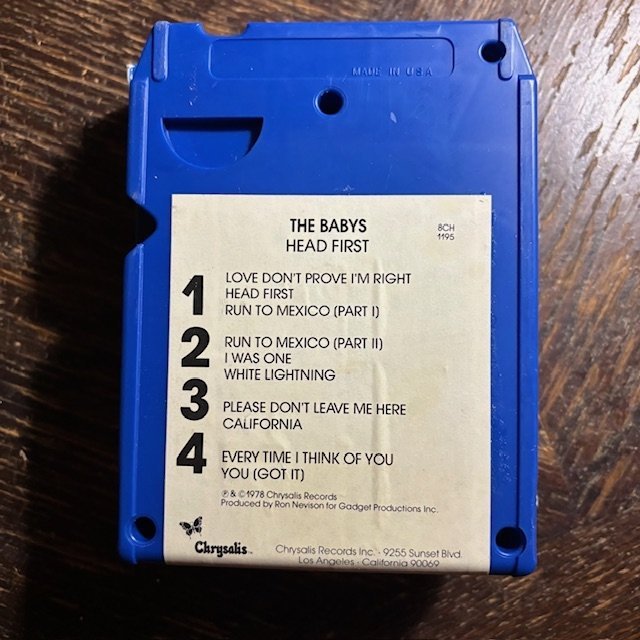 MADE IN USA
THE BABYS
HEAD FIRST
8CH
1195
1
LOVE DON'T PROVE I'M RIGHT
HEAD FIRST
RUN TO MEXICO (PART I)
2
RUN TO MEXICO (PART II)
I WAS ONE
WHITE LIGHTNING
3
PLEASE DON'T LEAVE ME HERE
CALIFORNIA
4
EVERY TIME I THINK OF YOU
YOU (GOT IT)
℗ & ©1978 Chrysalis Records
Produced by Ron Nevison for Gadget Productions Inc.
Chrysalis™
Chrysalis Records Inc. · 9255 Sunset Blvd.
Los Angeles · California 90069